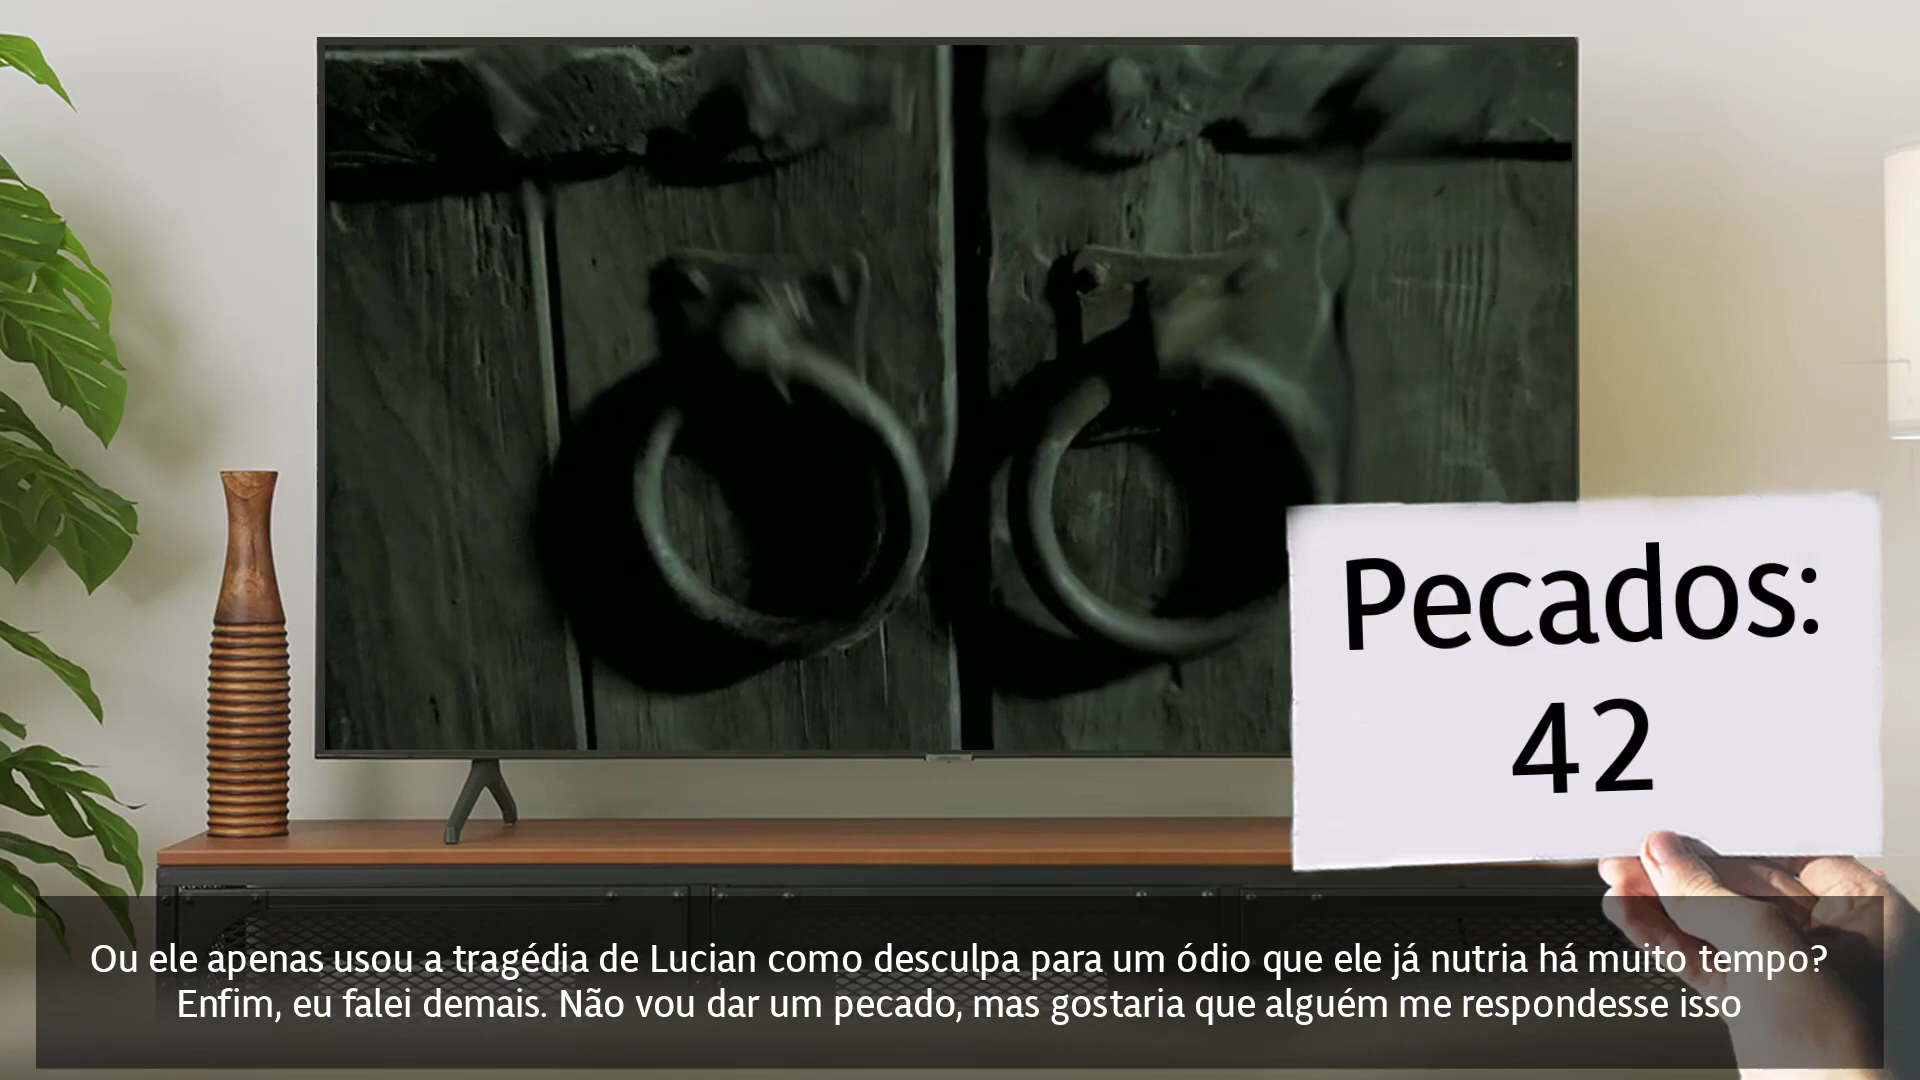 Pecados:
42
Ou ele apenas usou a tragédia de Lucian como desculpa para um ódio que ele já nutria há muito tempo?
Enfim, eu falei demais. Não vou dar um pecado, mas gostaria que alguém me respondesse isso